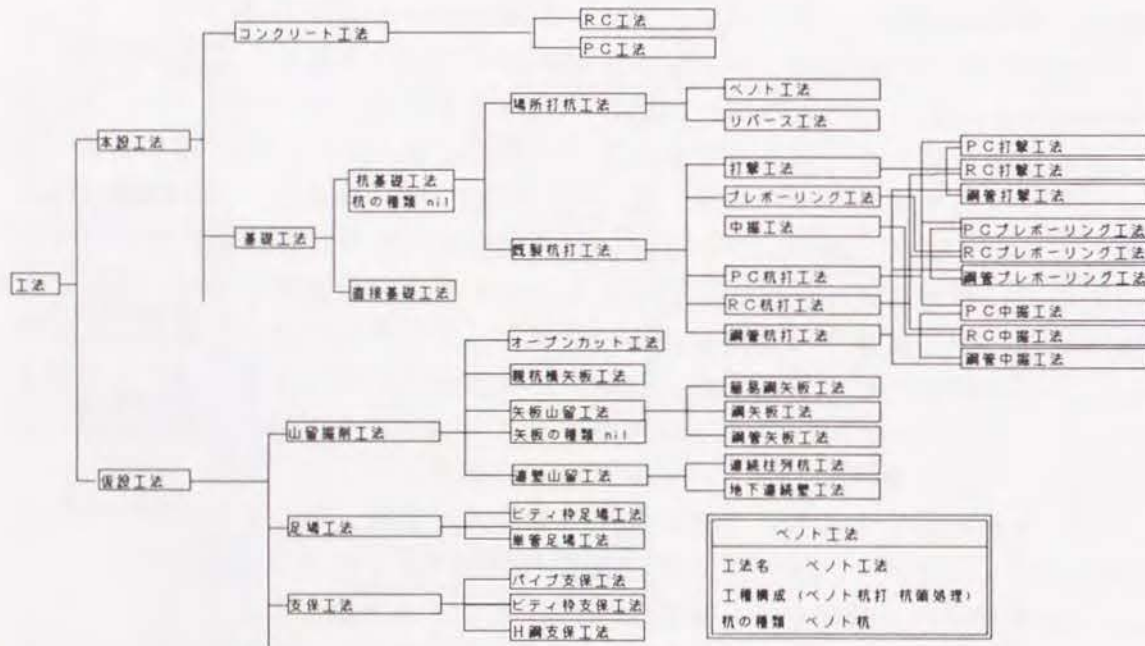 工法
本設工法
コンクリート工法
RC工法
PC工法
基礎工法
杭基礎工法
杭の種類 nil
場所打杭工法
ベノト工法
リバース工法
既製杭打工法
打撃工法
プレボーリング工法
中掘工法
PC杭打工法
RC杭打工法
鋼管杭打工法
PC打撃工法
RC打撃工法
鋼管打撃工法
PCプレボーリング工法
RCプレボーリング工法
鋼管プレボーリング工法
PC中掘工法
RC中掘工法
鋼管中掘工法
直接基礎工法
仮設工法
山留掘削工法
オープンカット工法
親杭横矢板工法
矢板山留工法
矢板の種類 nil
簡易鋼矢板工法
鋼矢板工法
鋼管矢板工法
連壁山留工法
連続柱列杭工法
地下連続壁工法
足場工法
ビティ枠足場工法
単管足場工法
支保工法
パイプ支保工法
ビティ枠支保工法
H鋼支保工法
ベノト工法
工法名 ベノト工法
工種構成 (ベノト杭打 杭頭処理)
杭の種類 ベノト杭